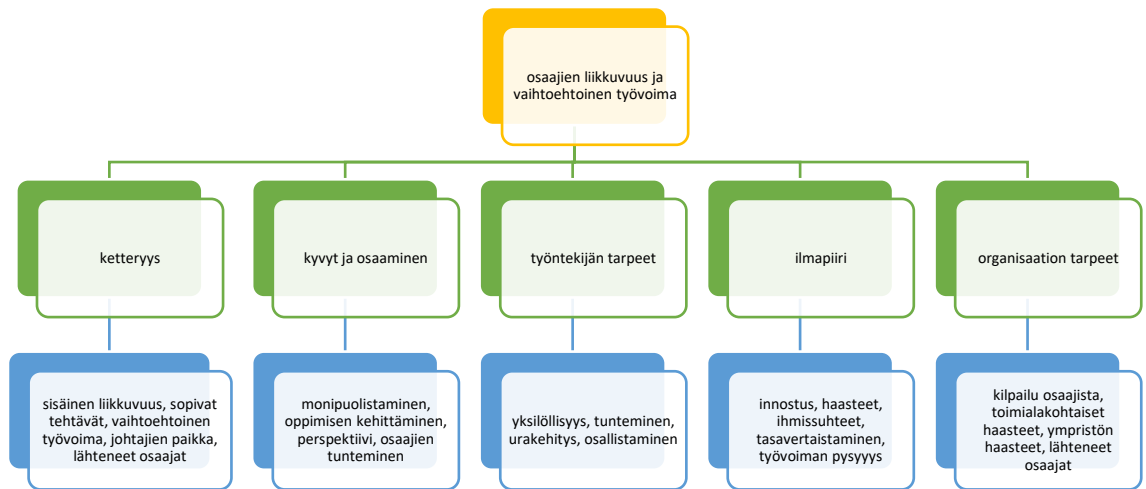 osaajien liikkuvuus ja
vaihtoehtoinen työvoima
ketteryys
kyvyt ja osaaminen
työntekijän tarpeet
ilmapiiri
organisaation tarpeet
sisäinen liikkuvuus, sopivat
tehtävät, vaihtoehtoinen
työvoima, johtajien paikka,
lähteneet osaajat
monipuolistaminen,
oppimisen kehittäminen,
perspektiivi, osaajien
tunteminen
yksilöllisyys, tunteminen,
urakehitys, osallistaminen
innostus, haasteet,
ihmissuhteet,
tasavertaistaminen,
työvoiman pysyyys
kilpailu osaajista,
toimialakohtaiset
haasteet, ympristön
haasteet, lähteneet
osaajat